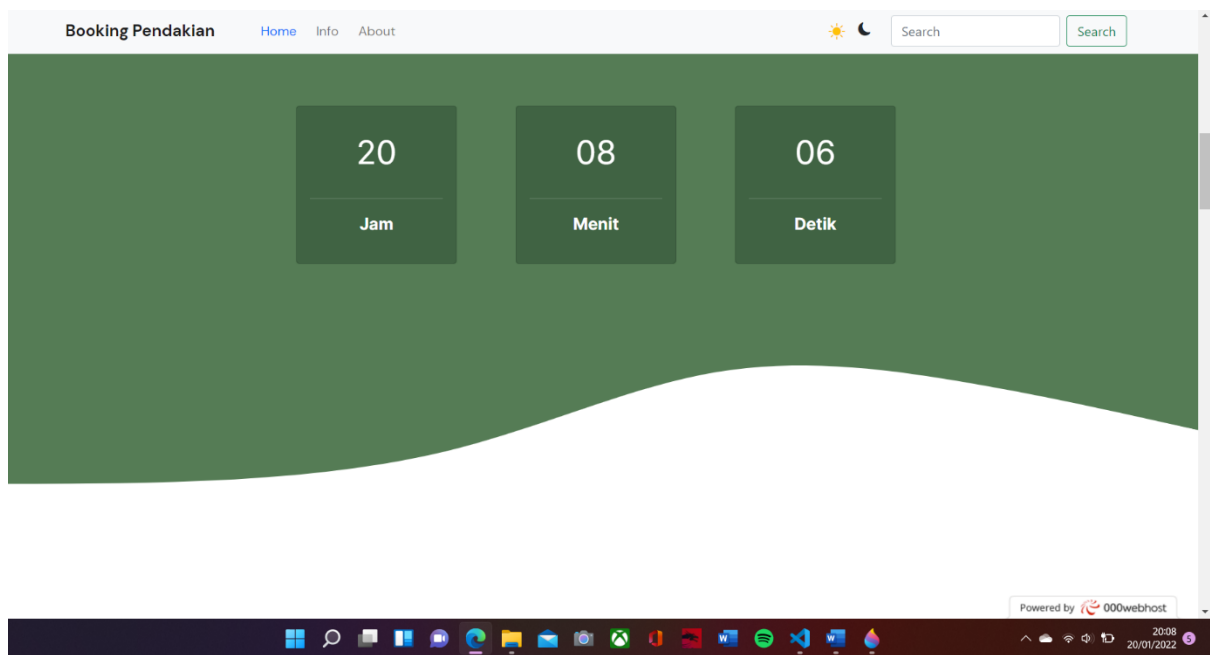 Booking Pendakian Home Info About Search Search
20 08 06
Jam Menit Detik
Powered by 000webhost
20:08
20/01/2022 5